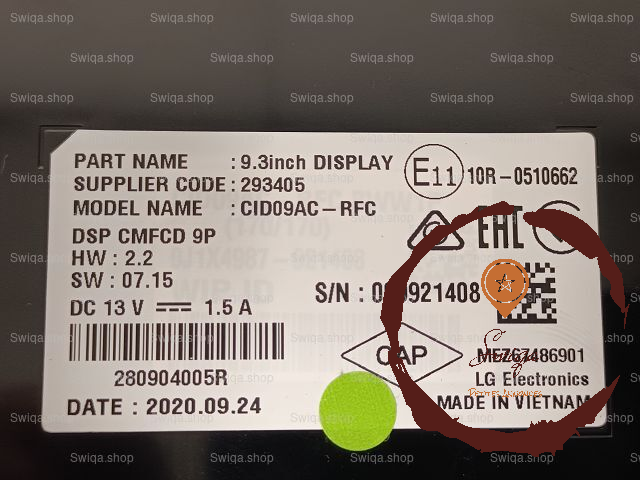 PART NAME : 9.3inch DISPLAY
SUPPLIER CODE : 293405
MODEL NAME : CID09AC-RFC
DSP CMFCD 9P
HW : 2.2
SW : 07.15
DC 13 V 1.5 A
280904005R
DATE : 2020.09.24
E11 10R-0510662
EAC
S/N :
CAP
LG Electronics
MADE IN VIETNAM
Swiqa.shop